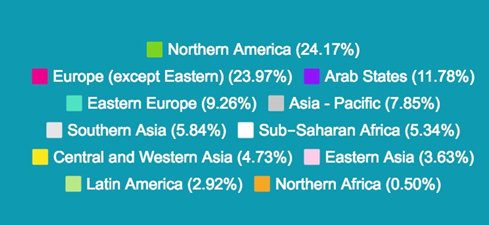 Northern America (24.17%)
Europe (except Eastern) (23.97%) Arab States (11.78%)
Eastern Europe (9.26%) Asia - Pacific (7.85%)
Southern Asia (5.84%) Sub-Saharan Africa (5.34%)
Central and Western Asia (4.73%) Eastern Asia (3.63%)
Latin America (2.92%) Northern Africa (0.50%)